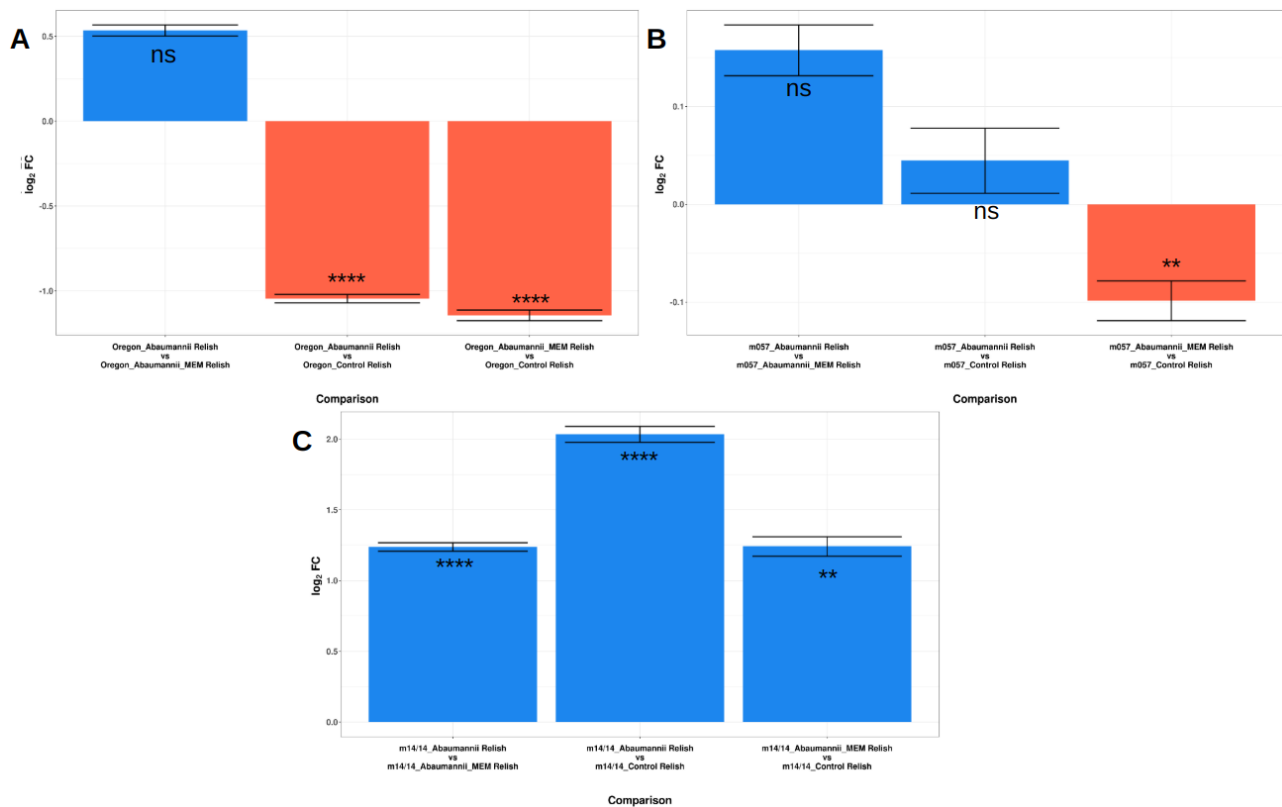 A
0.5
0.0
-0.5
-1.0
log2 FC
ns
****
****
Oregon_Abaumannii Relish
vs
Oregon_Abaumannii_MEM Relish
Oregon_Abaumannii Relish
vs
Oregon_Control Relish
Oregon_Abaumannii_MEM Relish
vs
Oregon_Control Relish
Comparison
B
0.1
0.0
-0.1
log2 FC
ns
ns
**
m057_Abaumannii Relish
vs
m057_Abaumannii_MEM Relish
m057_Abaumannii Relish
vs
m057_Control Relish
m057_Abaumannii_MEM Relish
vs
m057_Control Relish
Comparison
C
2.0
1.5
1.0
0.5
0.0
log2 FC
****
****
**
m14/14_Abaumannii Relish
vs
m14/14_Abaumannii_MEM Relish
m14/14_Abaumannii Relish
vs
m14/14_Control Relish
m14/14_Abaumannii_MEM Relish
vs
m14/14_Control Relish
Comparison